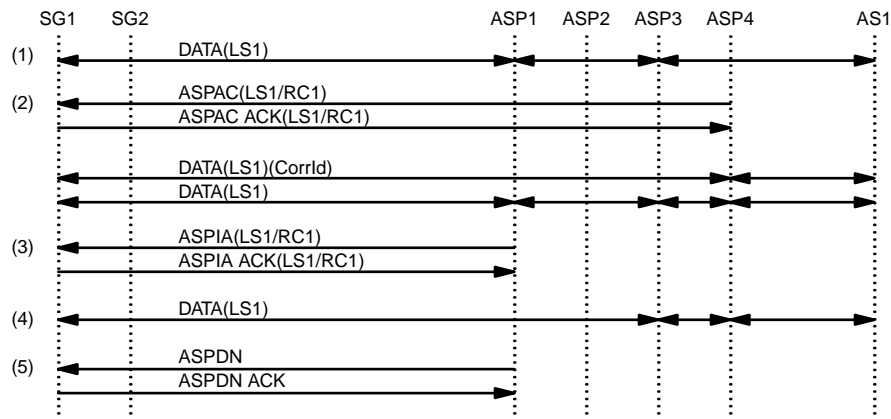 SG1 SG2 ASP1 ASP2 ASP3 ASP4 AS1
(1) DATA(LS1)
(2) ASPAC(LS1/RC1)
ASPAC ACK(LS1/RC1)
DATA(LS1)(CorrId)
DATA(LS1)
(3) ASPIA(LS1/RC1)
ASPIA ACK(LS1/RC1)
(4) DATA(LS1)
(5) ASPDN
ASPDN ACK